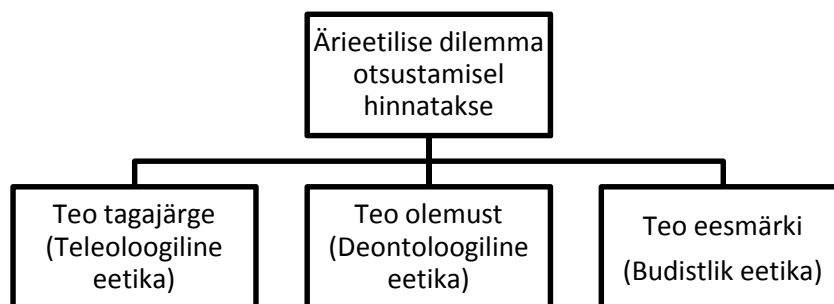 Ärieetilise dilemma
otsustamisel
hinnatakse
Teo tagajärge
(Teleoloogiline
eetika)
Teo olemust
(Deontoloogiline
eetika)
Teo eesmärki
(Budistlik eetika)